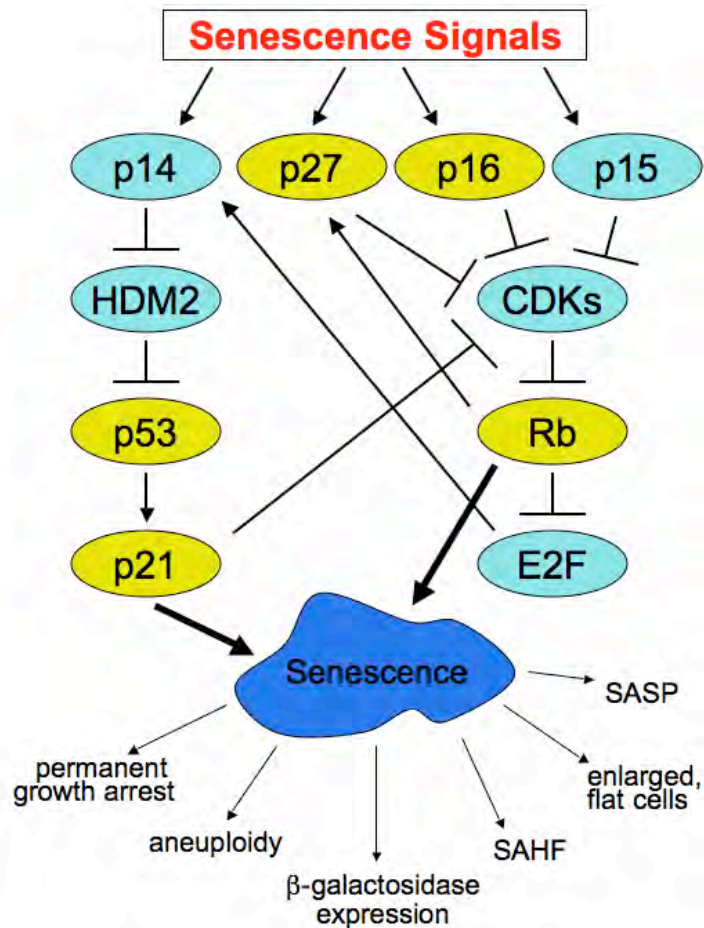 Senescence Signals
p14
p27
p16
p15
HDM2
CDKs
p53
Rb
p21
E2F
Senescence
SASP
permanent
growth arrest
enlarged,
flat cells
aneuploidy
SAHF
β-galactosidase
expression